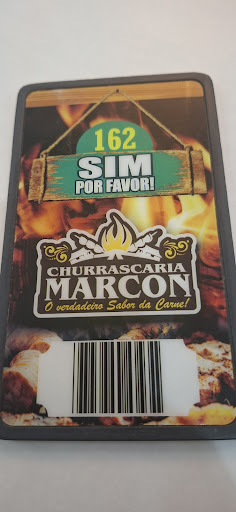 162
SIM
POR FAVOR!
CHURRASCARIA
MARCON
O verdadeiro Sabor da Carne!